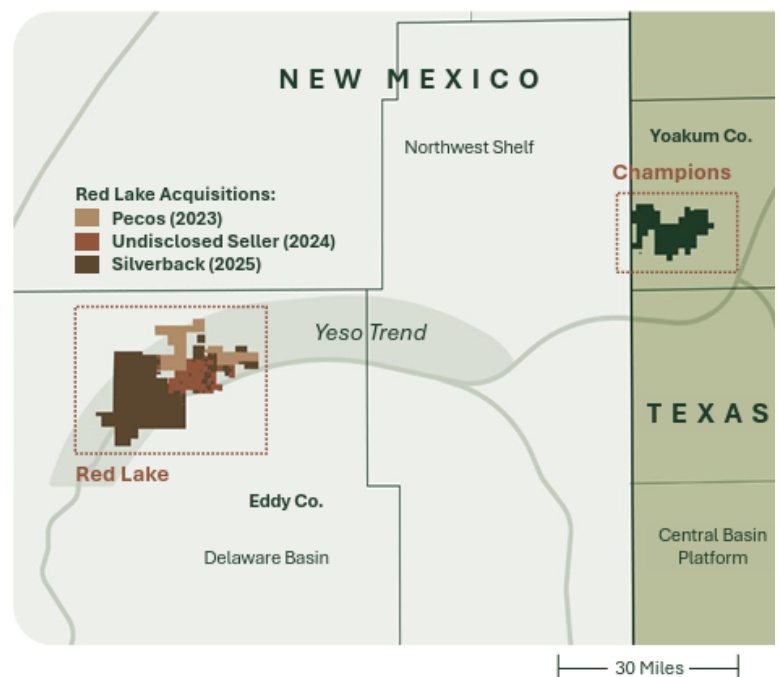 NEW MEXICO
Northwest Shelf
Yoakum Co.
Champions
Red Lake Acquisitions:
Pecos (2023)
Undisclosed Seller (2024)
Silverback (2025)
Yeso Trend
TEXAS
Red Lake
Eddy Co.
Delaware Basin
Central Basin
Platform
30 Miles